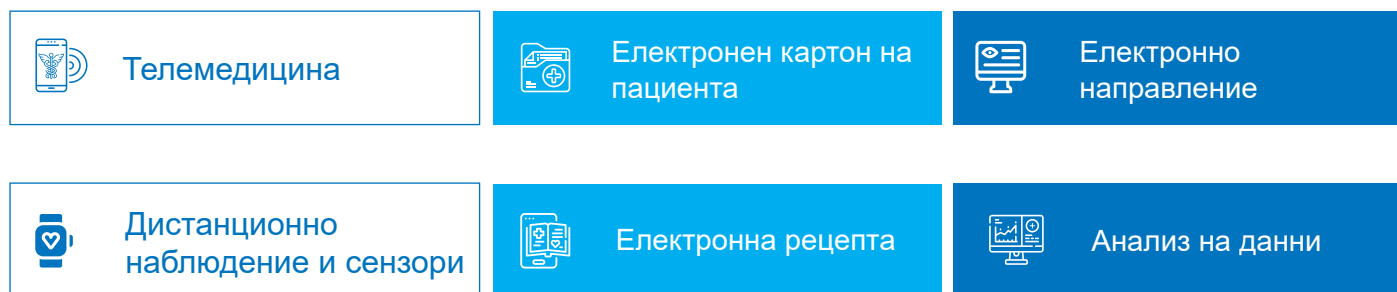 Телемедицина
Електронен картон на
пациента
Електронно
направление
Дистанционно
наблюдение и сензори
Електронна рецепта
Анализ на данни